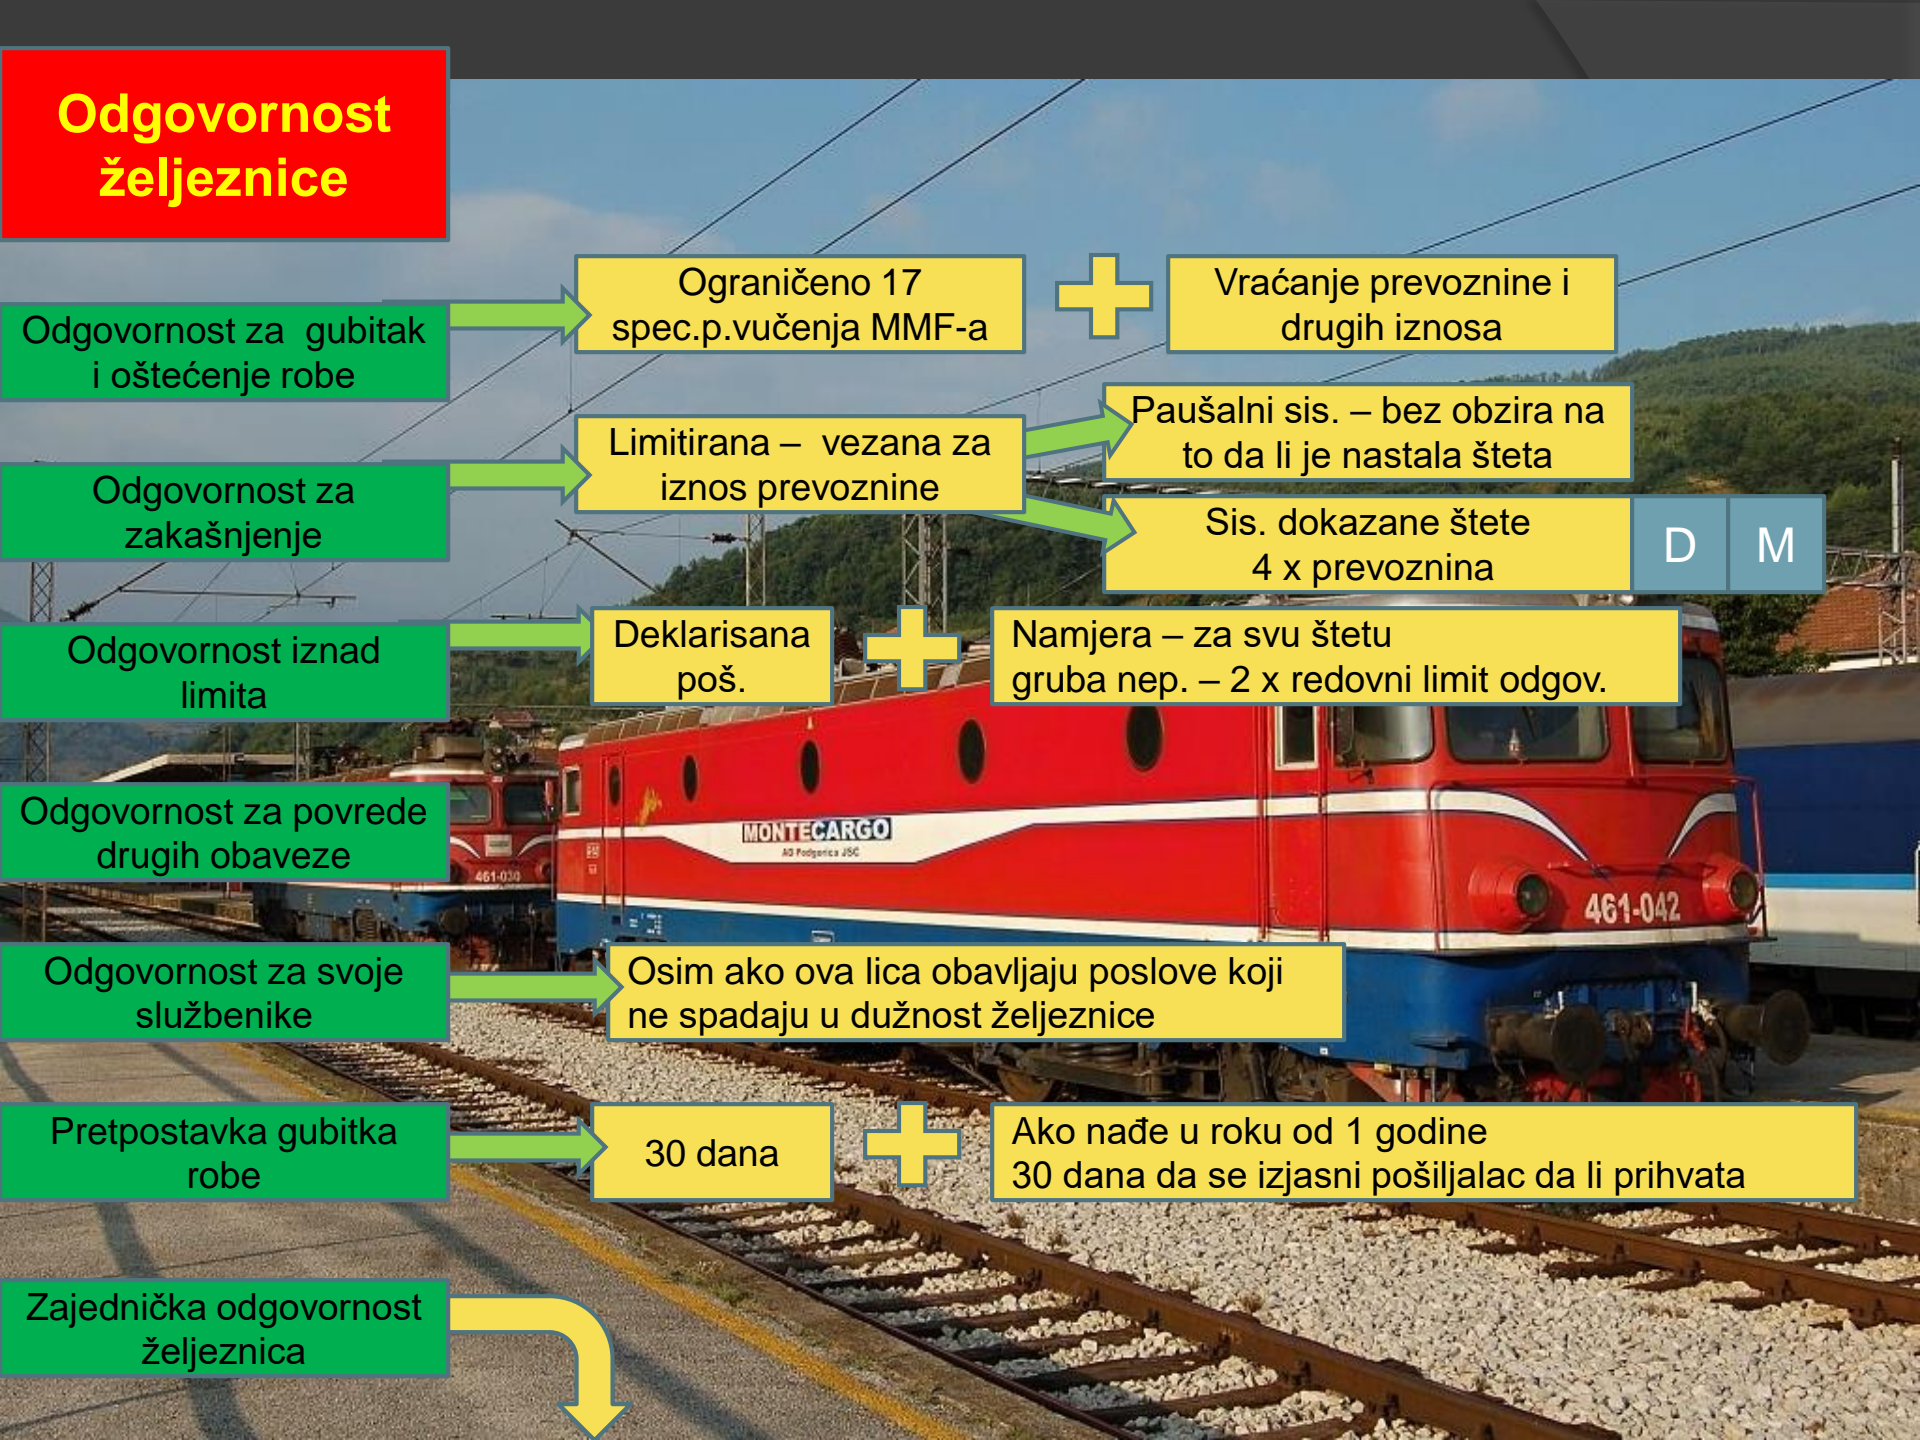 Odgovornost
željeznice
Odgovornost za gubitak
i oštećenje robe
Ograničeno 17
spec.p.vučenja MMF-a
Vraćanje prevoznine i
drugih iznosa
Odgovornost za
zakašnjenje
Limitirana – vezana za
iznos prevoznine
Paušalni sis. – bez obzira na
to da li je nastala šteta
Sis. dokazane štete
4 x prevoznina
D
M
Odgovornost iznad
limita
Deklarisana
poš.
Namjera – za svu štetu
gruba nep. – 2 x redovni limit odgov.
Odgovornost za povrede
drugih obaveze
MONTECARGO
AD Podgorica JSC
461-030
461-042
Odgovornost za svoje
službenike
Osim ako ova lica obavljaju poslove koji
ne spadaju u dužnost željeznice
Pretpostavka gubitka
robe
30 dana
Ako nađe u roku od 1 godine
30 dana da se izjasni pošiljalac da li prihvata
Zajednička odgovornost
željeznica